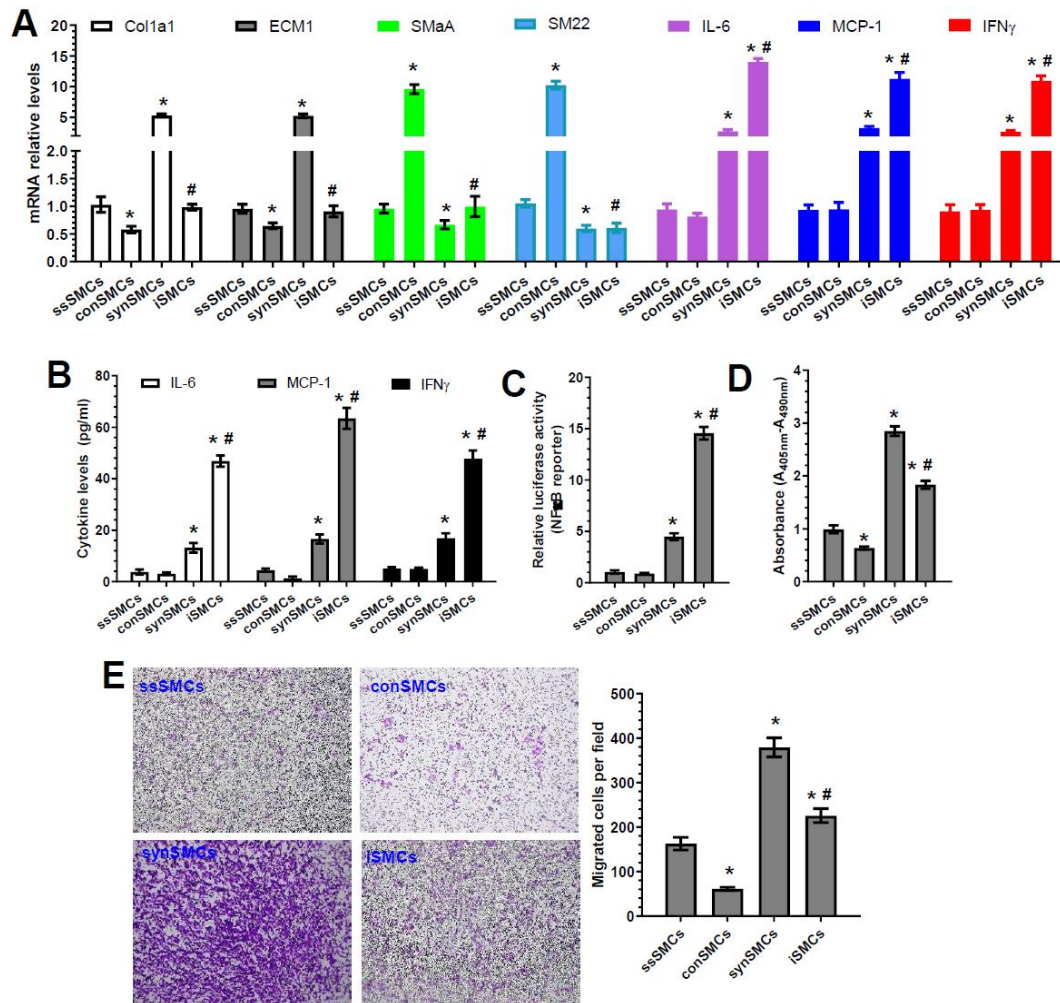 A
Col1a1 ECM1 SMaA SM22 IL-6 MCP-1 IFNγ
mRNA relative levels
20
15
10
5
2.0
1.5
1.0
0.5
0.0
* * # * * # * * # * * # * * # * * # * * #
ssSMCs conSMCs synSMCs iSMCs ssSMCs conSMCs synSMCs iSMCs ssSMCs conSMCs synSMCs iSMCs ssSMCs conSMCs synSMCs iSMCs ssSMCs conSMCs synSMCs iSMCs ssSMCs conSMCs synSMCs iSMCs ssSMCs conSMCs synSMCs iSMCs
B
IL-6 MCP-1 IFNγ
Cytokine levels (pg/ml)
80
60
40
20
0
* * # * * # * * #
ssSMCs conSMCs synSMCs iSMCs ssSMCs conSMCs synSMCs iSMCs ssSMCs conSMCs synSMCs iSMCs
C
Relative luciferase activity
(NF B reporter)
20
15
10
5
0
* * #
ssSMCs conSMCs synSMCs iSMCs
D
Absorbance (A405nm-A490nm)
4
3
2
1
0
* * * #
ssSMCs conSMCs synSMCs iSMCs
E
ssSMCs conSMCs
synSMCs iSMCs
Migrated cells per field
500
400
300
200
100
0
* * * #
ssSMCs conSMCs synSMCs iSMCs